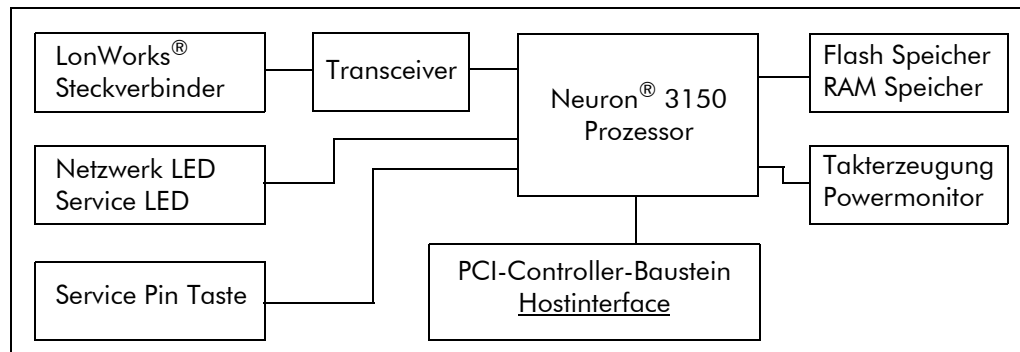 LonWorks®
Steckverbinder
Transceiver
Neuron® 3150
Prozessor
Flash Speicher
RAM Speicher
Netzwerk LED
Service LED
Takterzeugung
Powermonitor
Service Pin Taste
PCI-Controller-Baustein
Hostinterface